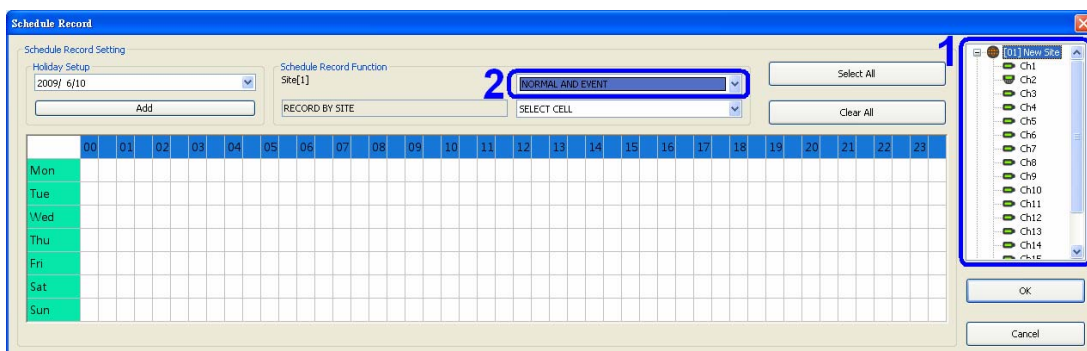 Schedule Record
Schedule Record Setting
Holiday Setup
2009/ 6/10
Add
Schedule Record Function
Site[1]
2
NORMAL AND EVENT
RECORD BY SITE
SELECT CELL
Select All
Clear All
1
[01] New Site
Ch1
Ch2
Ch3
Ch4
Ch5
Ch6
Ch7
Ch8
Ch9
Ch10
Ch11
Ch12
Ch13
Ch14
Ch15
00 01 02 03 04 05 06 07 08 09 10 11 12 13 14 15 16 17 18 19 20 21 22 23
Mon
Tue
Wed
Thu
Fri
Sat
Sun
OK
Cancel